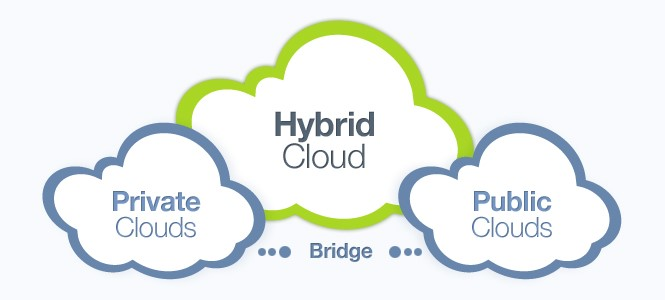 Hybrid
Cloud
Private
Clouds
Public
Clouds
Bridge